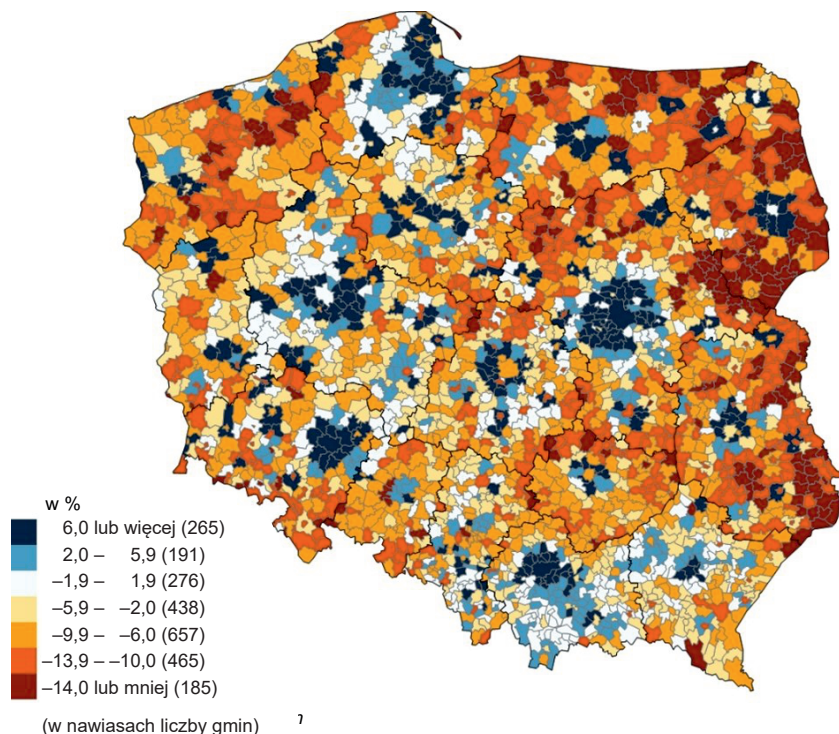 w %
6,0 lub więcej (265)
2,0 – 5,9 (191)
–1,9 – 1,9 (276)
–5,9 – –2,0 (438)
–9,9 – –6,0 (657)
–13,9 – –10,0 (465)
–14,0 lub mniej (185)
(w nawiasach liczby gmin)